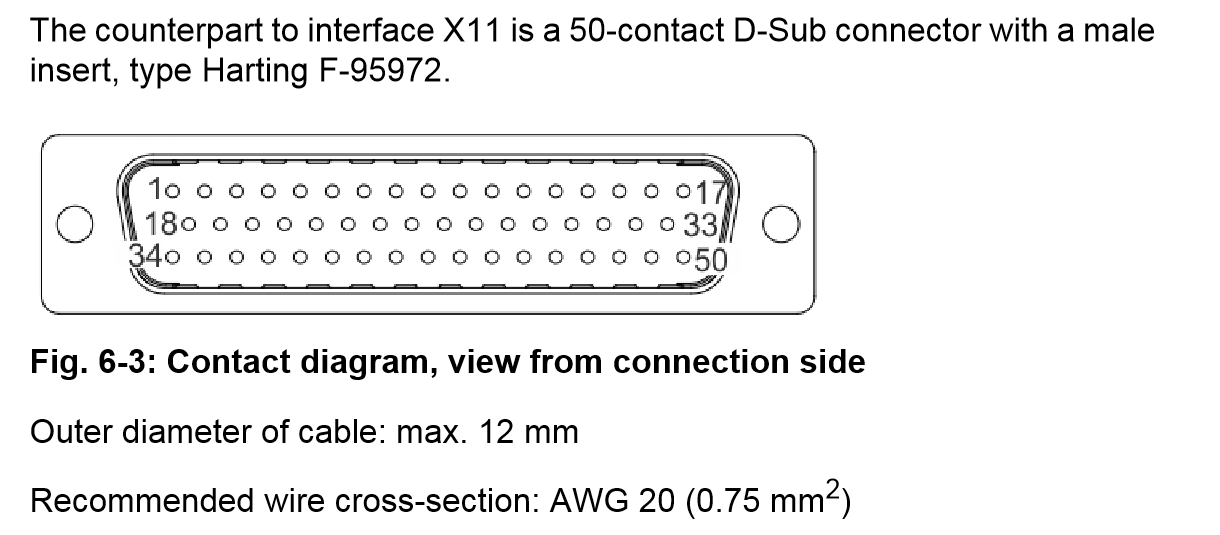 The counterpart to interface X11 is a 50-contact D-Sub connector with a male
insert, type Harting F-95972.
1 17
18 33
34 50
Fig. 6-3: Contact diagram, view from connection side
Outer diameter of cable: max. 12 mm
Recommended wire cross-section: AWG 20 (0.75 mm²)